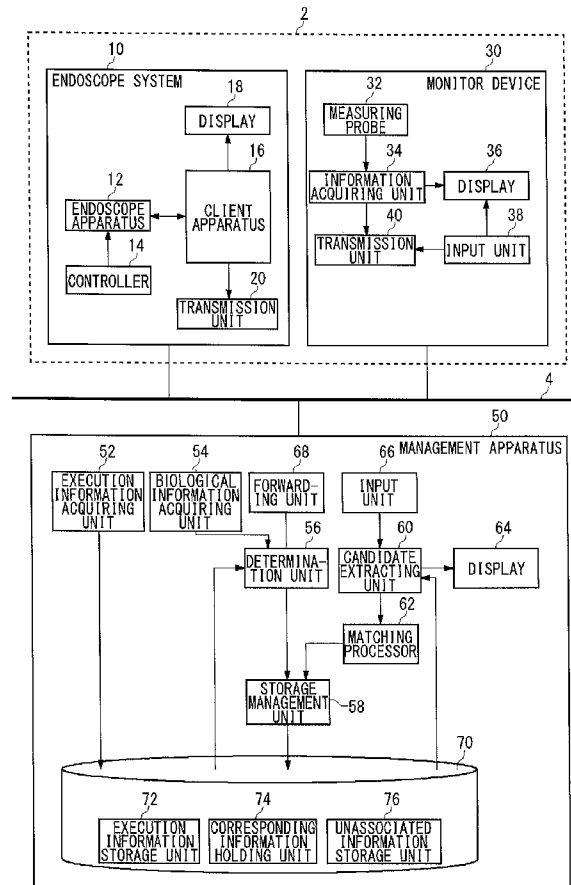 2
10
ENDOSCOPE SYSTEM
18
DISPLAY
16
CLIENT
APPARATUS
12
ENDOSCOPE
APPARATUS
14
CONTROLLER
20
TRANSMISSION
UNIT
30
MONITOR DEVICE
32
MEASURING
PROBE
34
INFORMATION
ACQUIRING UNIT
36
DISPLAY
40
TRANSMISSION
UNIT
38
INPUT UNIT
4
50
MANAGEMENT APPARATUS
52
EXECUTION
INFORMATION
ACQUIRING
UNIT
54
BIOLOGICAL
INFORMATION
ACQUIRING UNIT
68
FORWARD-
ING UNIT
66
INPUT
UNIT
56
DETERMINA-
TION UNIT
60
CANDIDATE
EXTRACTING
UNIT
64
DISPLAY
62
MATCHING
PROCESSOR
STORAGE
MANAGEMENT
UNIT
58
70
72
EXECUTION
INFORMATION
STORAGE UNIT
74
CORRESPONDING
INFORMATION
HOLDING UNIT
76
UNASSOCIATED
INFORMATION
STORAGE UNIT